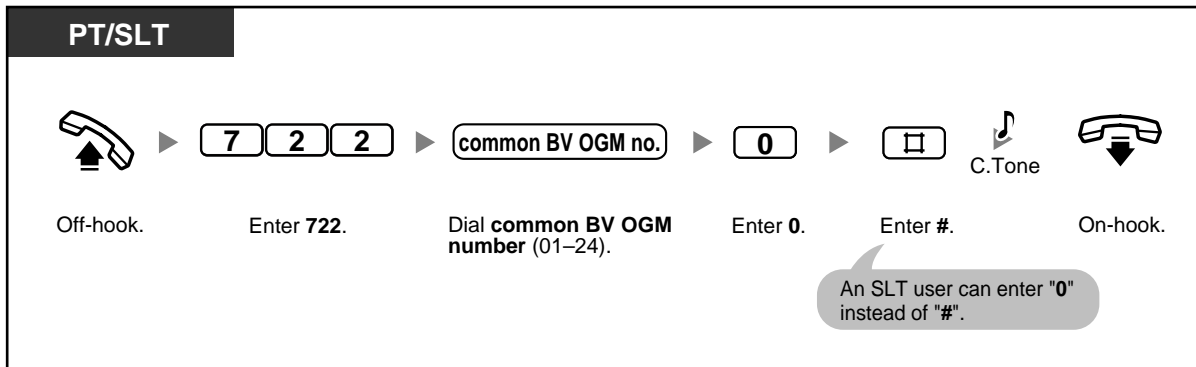 PT/SLT
7 2 2
common BV OGM no.
0
#
C.Tone
Off-hook.
Enter 722.
Dial common BV OGM
number (01–24).
Enter 0.
Enter #.
On-hook.
An SLT user can enter "0"
instead of "#".